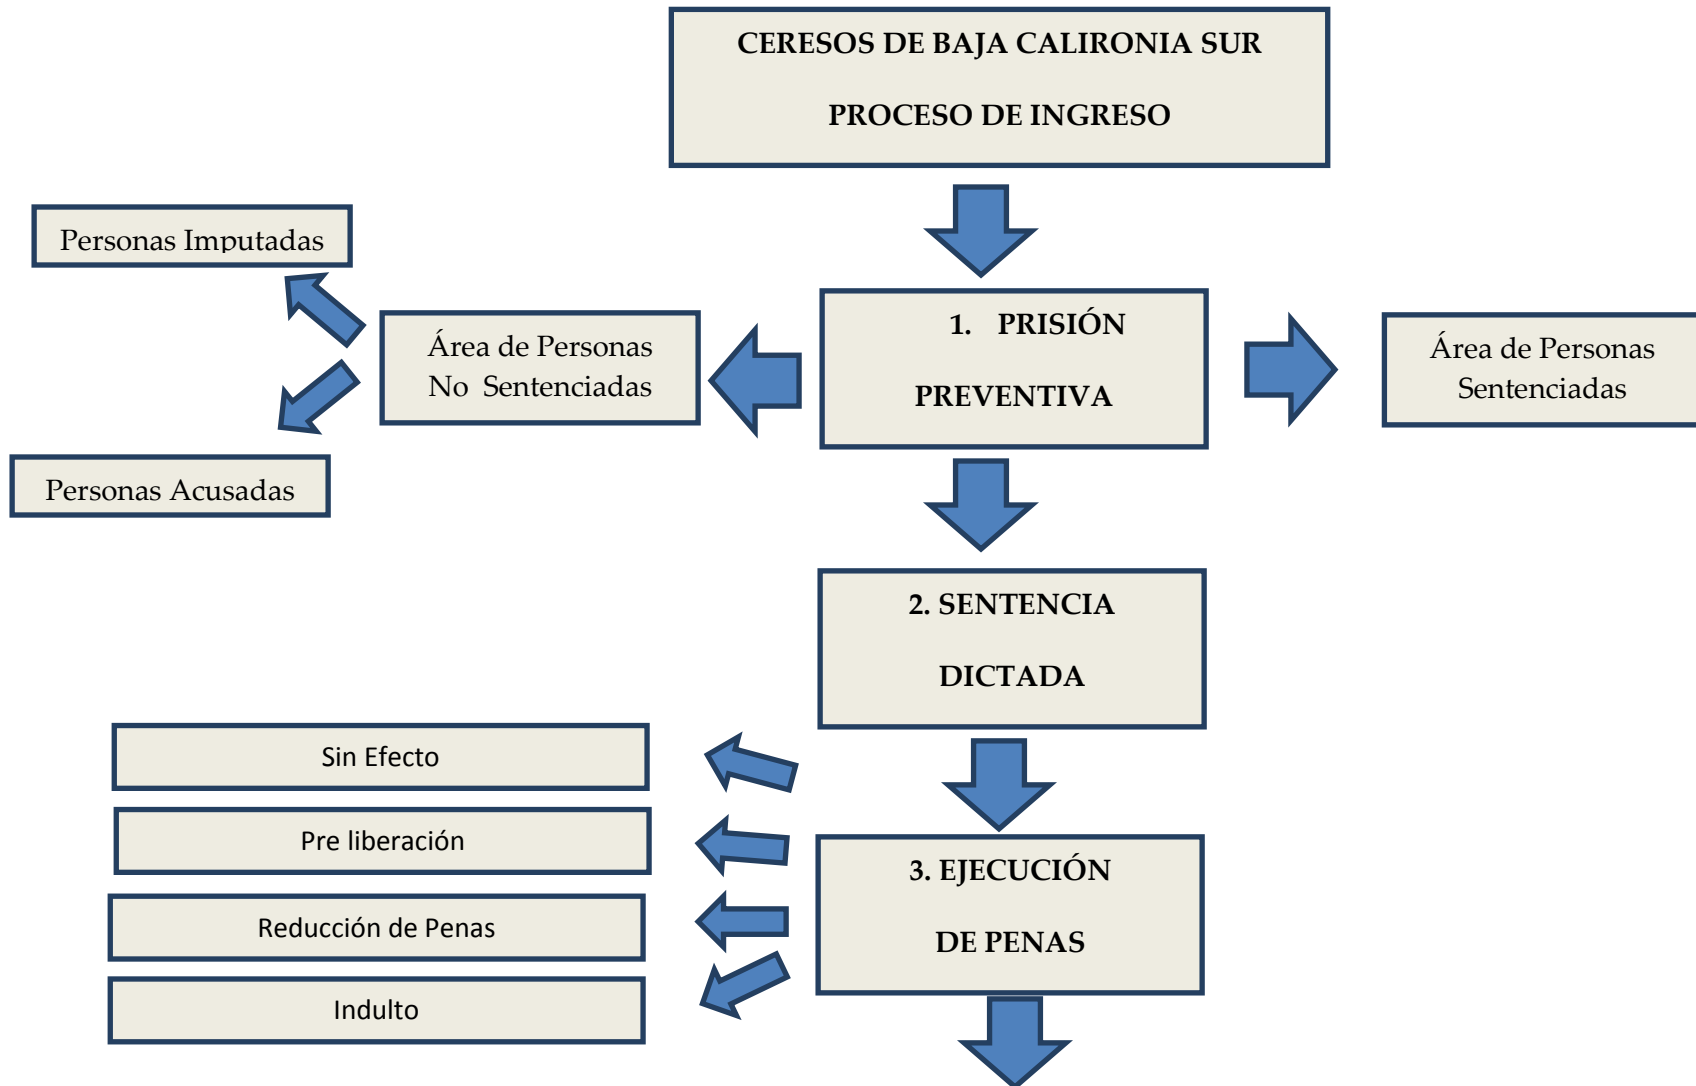 CERESOS DE BAJA CALIRONIA SUR
PROCESO DE INGRESO
Personas Imputadas
1. PRISIÓN
PREVENTIVA
Área de Personas
No Sentenciadas
Área de Personas
Sentenciadas
Personas Acusadas
2. SENTENCIA
DICTADA
Sin Efecto
Pre liberación
Reducción de Penas
Indulto
3. EJECUCIÓN
DE PENAS